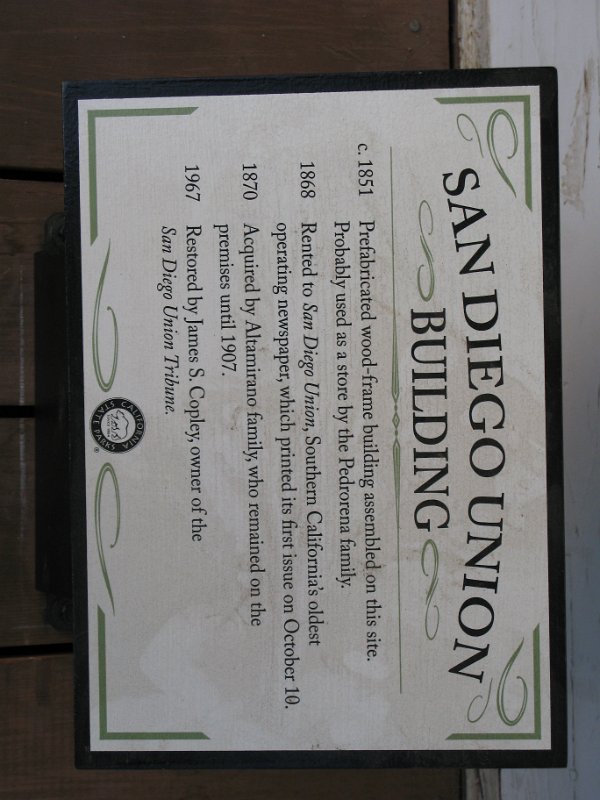 SAN DIEGO UNION
BUILDING
c. 1851 Prefabricated wood-frame building assembled on this site.
Probably used as a store by the Pedrorena family.
1868 Rented to San Diego Union, Southern California's oldest
operating newspaper, which printed its first issue on October 10.
1870 Acquired by Altamirano family, who remained on the
premises until 1907.
1967 Restored by James S. Copley, owner of the
San Diego Union Tribune.
CALIFORNIA
STATE PARKS
®